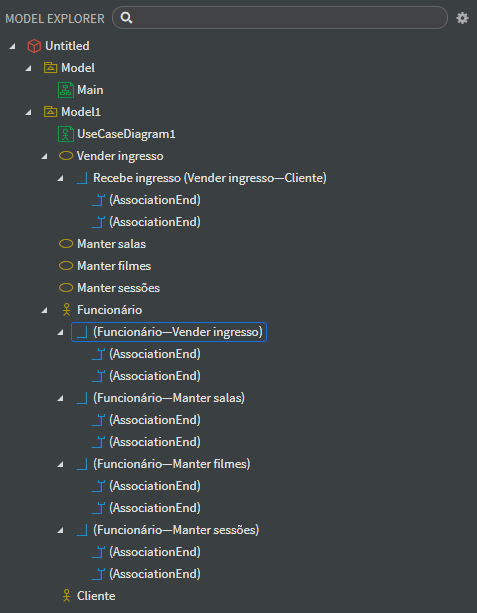 MODEL EXPLORER
Untitled
Model
Main
Model1
UseCaseDiagram1
Vender ingresso
Recebe ingresso (Vender ingresso—Cliente)
(AssociationEnd)
(AssociationEnd)
Manter salas
Manter filmes
Manter sessões
Funcionário
(Funcionário—Vender ingresso)
(AssociationEnd)
(AssociationEnd)
(Funcionário—Manter salas)
(AssociationEnd)
(AssociationEnd)
(Funcionário—Manter filmes)
(AssociationEnd)
(AssociationEnd)
(Funcionário—Manter sessões)
(AssociationEnd)
(AssociationEnd)
Cliente